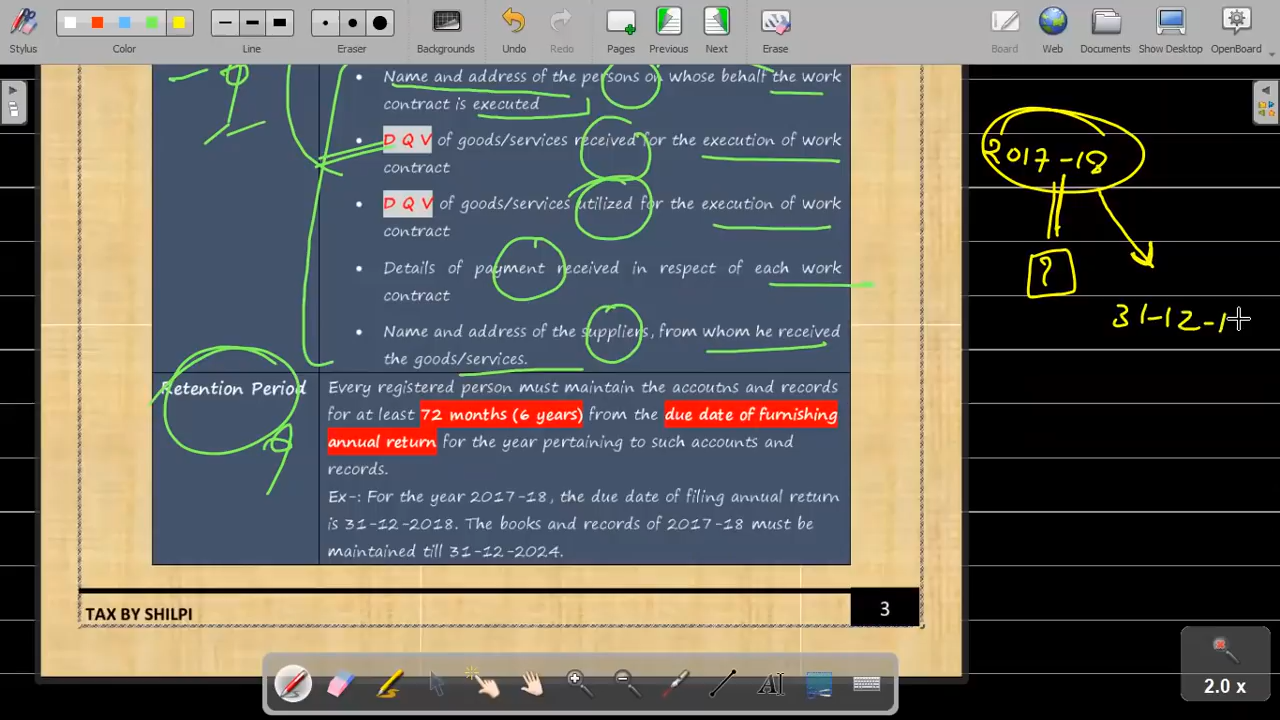 Stylus
Color
Line
Eraser
Backgrounds
Undo
Redo
Pages
Previous
Next
Erase
Board
Web
Documents
Show Desktop
OpenBoard
• Name and address of the persons on whose behalf the work
contract is executed
• D Q V of goods/services received for the execution of work
contract
• D Q V of goods/services utilized for the execution of work
contract
• Details of payment received in respect of each work
contract
• Name and address of the suppliers, from whom he received
the goods/services.
Retention Period
Every registered person must maintain the accoutns and records
for at least 72 months (6 years) from the due date of furnishing
annual return for the year pertaining to such accounts and
records.
Ex-: For the year 2017-18, the due date of filing annual return
is 31-12-2018. The books and records of 2017-18 must be
maintained till 31-12-2024.
TAX BY SHILPI
3
2017-18
?
31-12-1
2.0 x